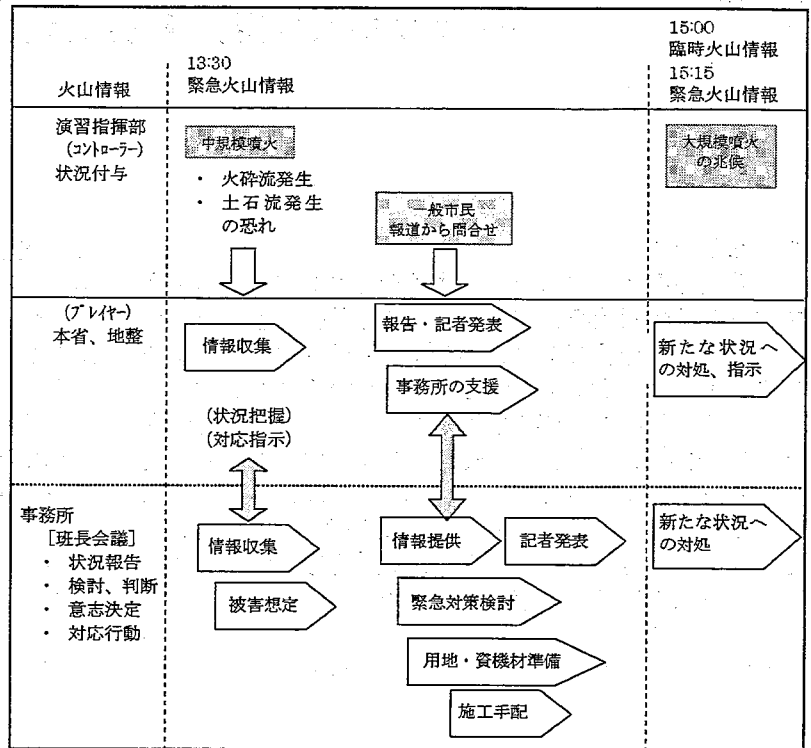 火山情報
13:30
緊急火山情報
15:00
臨時火山情報
15:15
緊急火山情報
演習指揮部
(コントローラー)
状況付与
中規模噴火
・ 火砕流発生
・ 土石流発生
の恐れ
一般市民
報道から問合せ
大規模噴火
の兆候
(プレイヤー)
本省、地整
情報収集
報告・記者発表
事務所の支援
新たな状況へ
の対処、指示
(状況把握)
(対応指示)
事務所
[班長会議]
・ 状況報告
・ 検討、判断
・ 意志決定
・ 対応行動
情報収集
被害想定
情報提供
記者発表
緊急対策検討
用地・資機材準備
施工手配
新たな状況へ
の対処